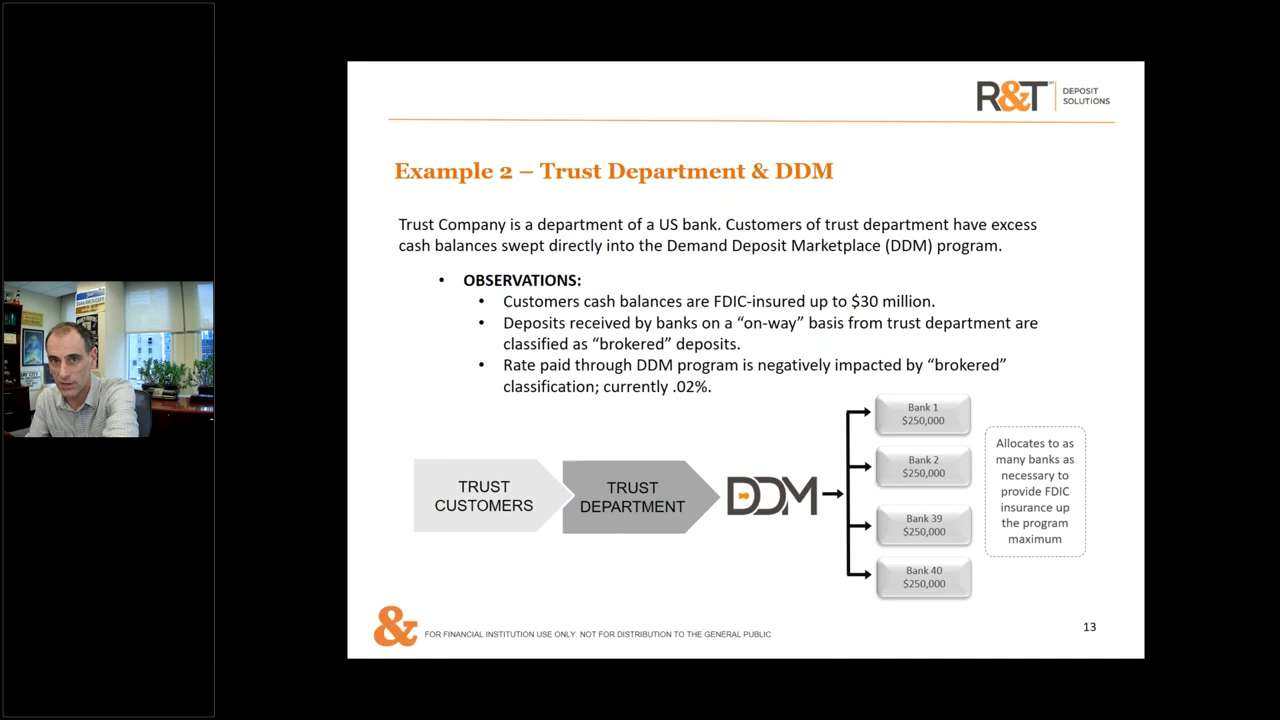 R&T
DEPOSIT
SOLUTIONS
Example 2 – Trust Department & DDM
Trust Company is a department of a US bank. Customers of trust department have excess
cash balances swept directly into the Demand Deposit Marketplace (DDM) program.
• OBSERVATIONS:
• Customers cash balances are FDIC-insured up to $30 million.
• Deposits received by banks on a “on-way” basis from trust department are
classified as “brokered” deposits.
• Rate paid through DDM program is negatively impacted by “brokered”
classification; currently .02%.
TRUST
CUSTOMERS
TRUST
DEPARTMENT
DDM
Bank 1
$250,000
Bank 2
$250,000
Bank 39
$250,000
Bank 40
$250,000
Allocates to as
many banks as
necessary to
provide FDIC
insurance up
the program
maximum
&
FOR FINANCIAL INSTITUTION USE ONLY. NOT FOR DISTRIBUTION TO THE GENERAL PUBLIC
13